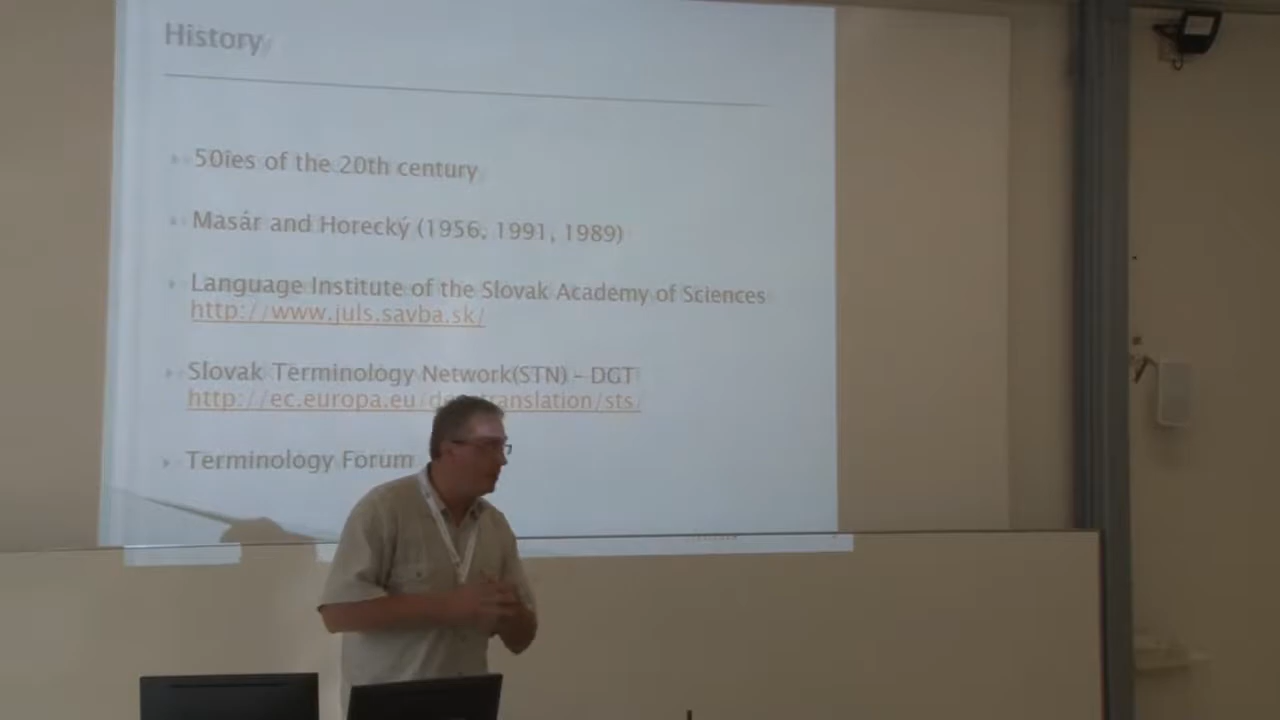 History
50ies of the 20th century
Masár and Horecký (1956, 1991, 1989)
Language Institute of the Slovak Academy of Sciences
http://www.juls.savba.sk/
Slovak Terminology Network(STN) – DGT
http://ec.europa.eu/ translation/sts/
Terminology Forum